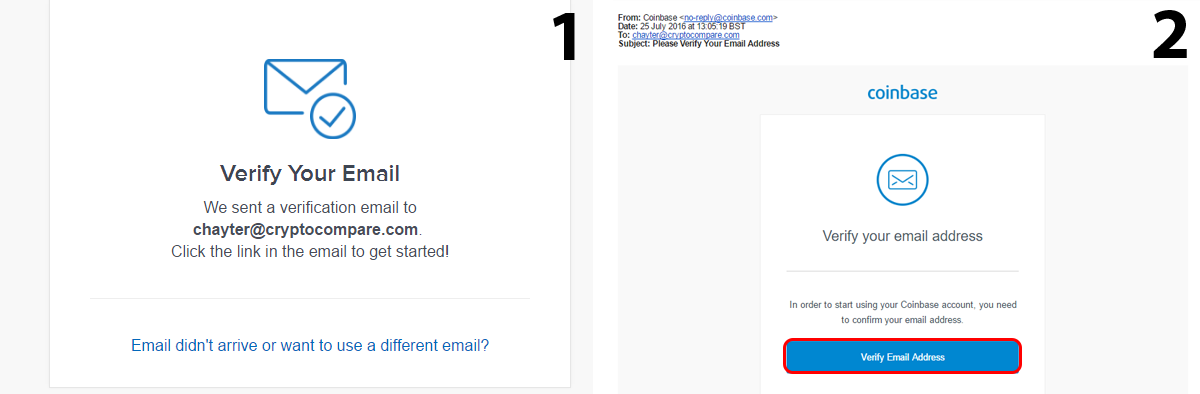 1
Verify Your Email
We sent a verification email to
chayter@cryptocompare.com.
Click the link in the email to get started!
Email didn't arrive or want to use a different email?
2
From: Coinbase <no-reply@coinbase.com>
Date: 25 July 2016 at 13:05:19 BST
To: chayter@cryptocompare.com
Subject: Please Verify Your Email Address
coinbase
Verify your email address
In order to start using your Coinbase account, you need
to confirm your email address.
Verify Email Address